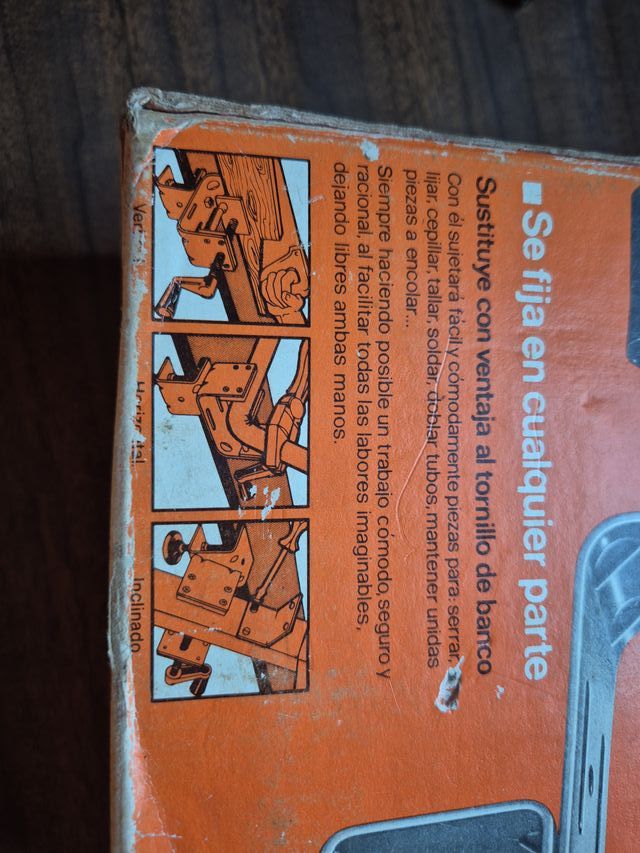 Se fija en cualquier parte
Sustituye con ventaja al tornillo de banco
Con él sujetará fácil y cómodamente piezas para: serrar,
lijar, cepillar, tallar, soldar, doblar tubos, mantener unidas
piezas a encolar...
Siempre haciendo posible un trabajo cómodo, seguro y
racional, al facilitar todas las labores imaginables,
dejando libres ambas manos.
Horizontal
Inclinado